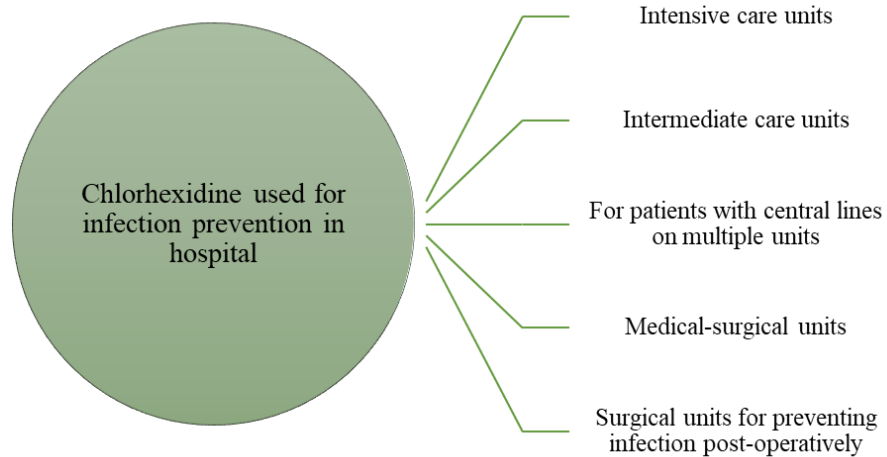 Chlorhexidine used for
infection prevention in
hospital
Intensive care units
Intermediate care units
For patients with central lines
on multiple units
Medical-surgical units
Surgical units for preventing
infection post-operatively